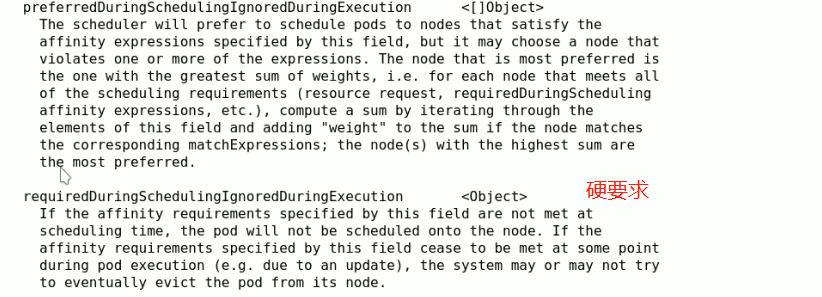 preferredDuringSchedulingIgnoredDuringExecution <[]Object>
The scheduler will prefer to schedule pods to nodes that satisfy the
affinity expressions specified by this field, but it may choose a node that
violates one or more of the expressions. The node that is most preferred is
the one with the greatest sum of weights, i.e. for each node that meets all
of the scheduling requirements (resource request, requiredDuringScheduling
affinity expressions, etc.), compute a sum by iterating through the
elements of this field and adding "weight" to the sum if the node matches
the corresponding matchExpressions; the node(s) with the highest sum are
the most preferred.
requiredDuringSchedulingIgnoredDuringExecution <Object> 硬要求
If the affinity requirements specified by this field are not met at
scheduling time, the pod will not be scheduled onto the node. If the
affinity requirements specified by this field cease to be met at some point
during pod execution (e.g. due to an update), the system may or may not try
to eventually evict the pod from its node.